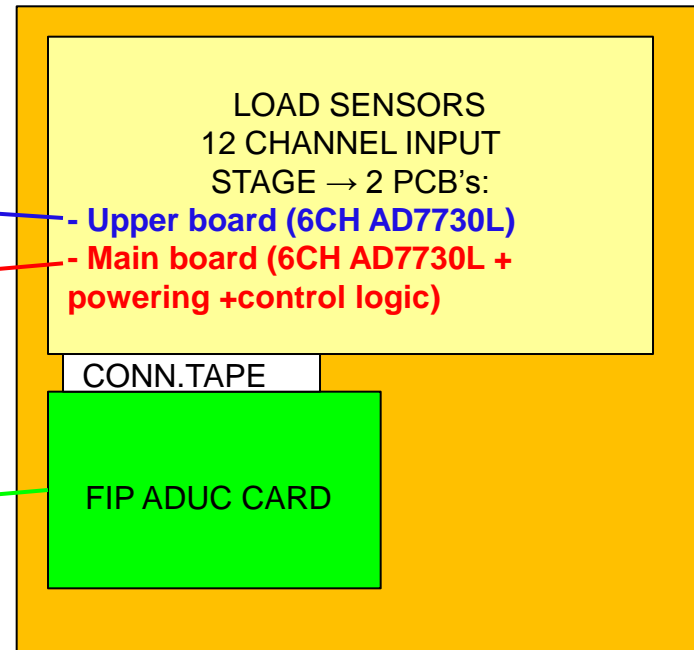 LOAD SENSORS
12 CHANNEL INPUT
STAGE → 2 PCB's:
- Upper board (6CH AD7730L)
- Main board (6CH AD7730L +
powering +control logic)
CONN.TAPE
FIP ADUC CARD